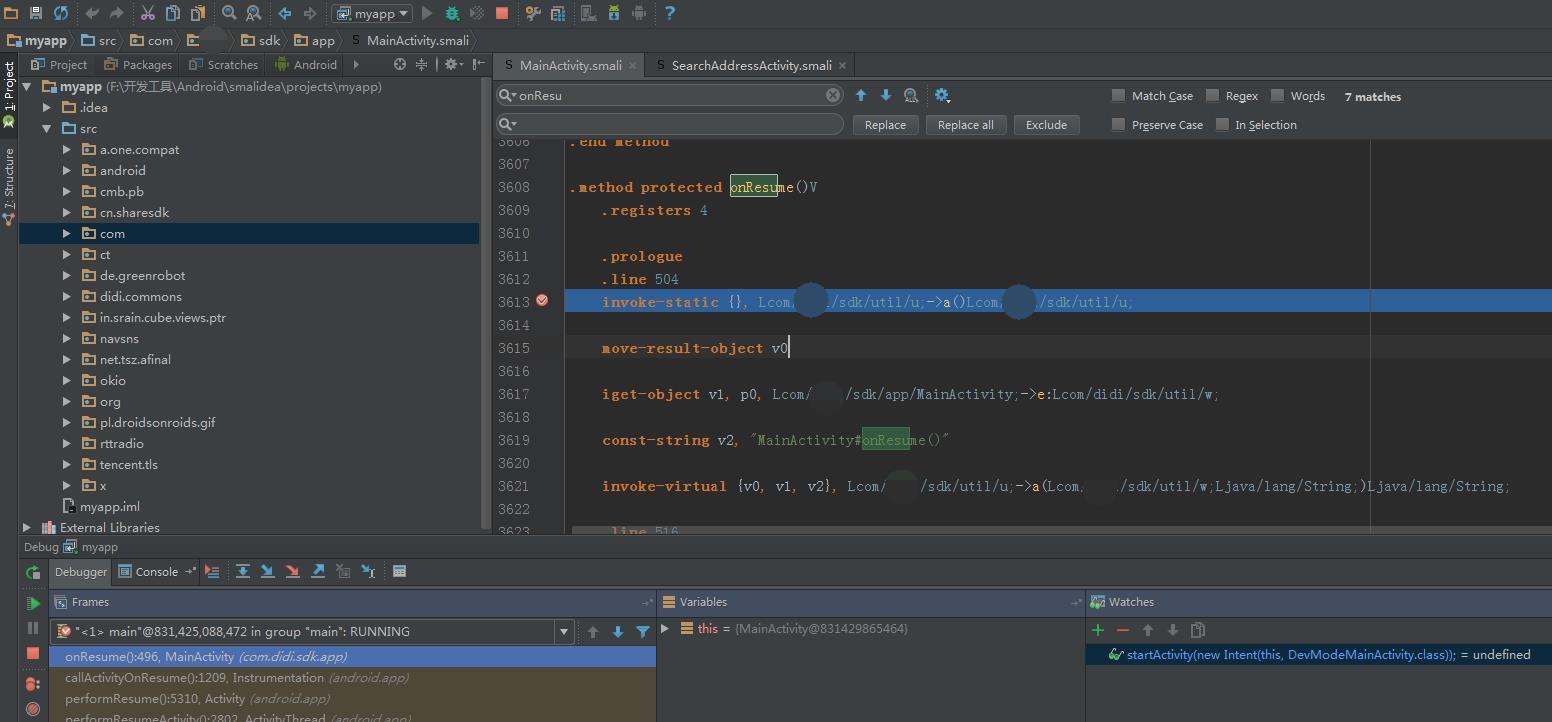 myapp
myapp src com sdk app MainActivity.smali
Project Packages Scratches Android
MainActivity.smali SearchAddressActivity.smali
1: Project
7: Structure
myapp (F:\开发工具\Android\smalidea\projects\myapp)
.idea
src
a.one.compat
android
cmb.pb
cn.sharesdk
com
ct
de.greenrobot
didi.commons
in.srain.cube.views.ptr
navsns
net.tsz.afinal
okio
org
pl.droidsonroids.gif
rttradio
tencent.tls
x
myapp.iml
External Libraries
onResu Match Case Regex Words 7 matches
Replace Replace all Exclude Preserve Case In Selection
3606 .end method
3607
3608 .method protected onResume()V
3609 .registers 4
3610
3611 .prologue
3612 .line 504
3613 invoke-static {}, Lcom/ /sdk/util/u;->a()Lcom/ /sdk/util/u;
3614
3615 move-result-object v0
3616
3617 iget-object v1, p0, Lcom/ /sdk/app/MainActivity;->e:Lcom/didi/sdk/util/w;
3618
3619 const-string v2, "MainActivity#onResume()"
3620
3621 invoke-virtual {v0, v1, v2}, Lcom/ /sdk/util/u;->a(Lcom/ /sdk/util/w;Ljava/lang/String;)Ljava/lang/String;
3622
3623 .line 516
Debug myapp
Debugger Console
Frames
"<1> main"@831,425,088,472 in group "main": RUNNING
onResume():496, MainActivity (com.didi.sdk.app)
callActivityOnResume():1209, Instrumentation (android.app)
performResume():5310, Activity (android.app)
performResumeActivity():2802, ActivityThread (android.app)
Variables
this = {MainActivity@831429865464}
Watches
startActivity(new Intent(this, DevModeMainActivity.class)); = undefined